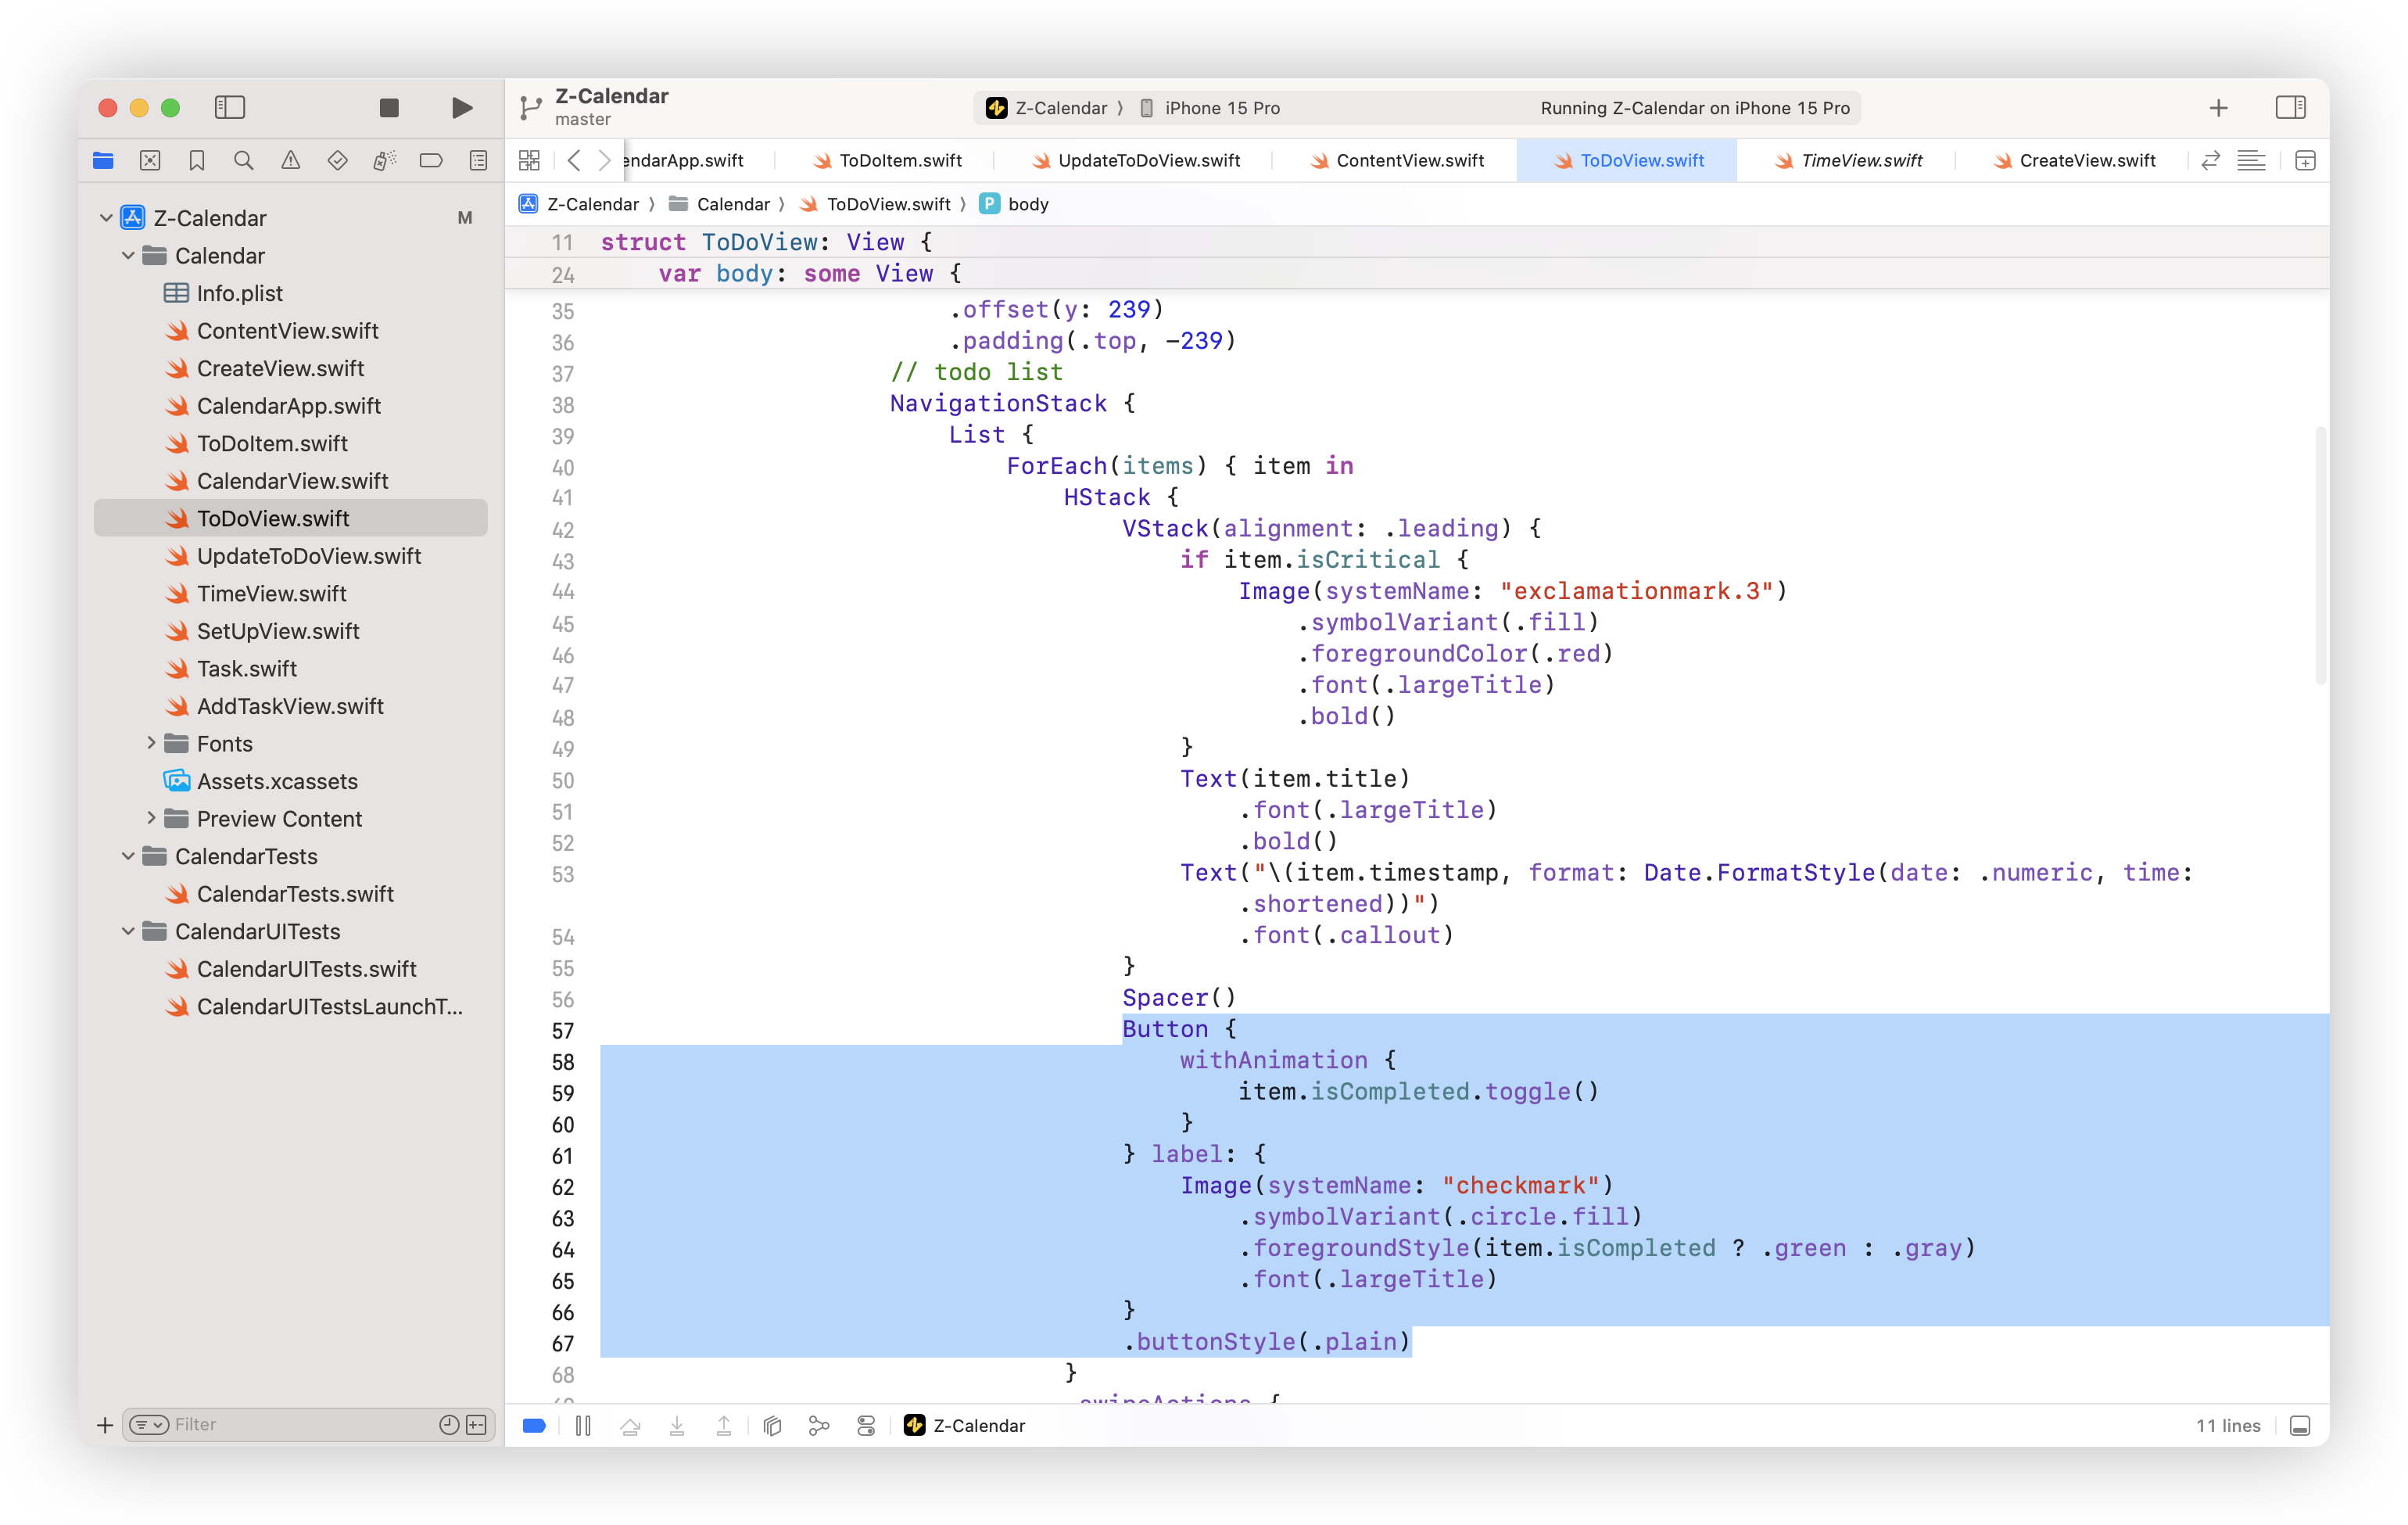 Z-Calendar
master
Z-Calendar
iPhone 15 Pro
Running Z-Calendar on iPhone 15 Pro
endarApp.swift
ToDoItem.swift
UpdateToDoView.swift
ContentView.swift
ToDoView.swift
TimeView.swift
CreateView.swift
Z-Calendar
Calendar
ToDoView.swift
P body
Z-Calendar M
Calendar
Info.plist
ContentView.swift
CreateView.swift
CalendarApp.swift
ToDoItem.swift
CalendarView.swift
ToDoView.swift
UpdateToDoView.swift
TimeView.swift
SetUpView.swift
Task.swift
AddTaskView.swift
Fonts
Assets.xcassets
Preview Content
CalendarTests
CalendarTests.swift
CalendarUITests
CalendarUITests.swift
CalendarUITestsLaunchT...
Filter
11 struct ToDoView: View {
24 var body: some View {
35 .offset(y: 239)
36 .padding(.top, -239)
37 // todo list
38 NavigationStack {
39 List {
40 ForEach(items) { item in
41 HStack {
42 VStack(alignment: .leading) {
43 if item.isCritical {
44 Image(systemName: "exclamationmark.3")
45 .symbolVariant(.fill)
46 .foregroundColor(.red)
47 .font(.largeTitle)
48 .bold()
49 }
50 Text(item.title)
51 .font(.largeTitle)
52 .bold()
53 Text("\(item.timestamp, format: Date.FormatStyle(date: .numeric, time:
.shortened))")
54 .font(.callout)
55 }
56 Spacer()
57 Button {
58 withAnimation {
59 item.isCompleted.toggle()
60 }
61 } label: {
62 Image(systemName: "checkmark")
63 .symbolVariant(.circle.fill)
64 .foregroundStyle(item.isCompleted ? .green : .gray)
65 .font(.largeTitle)
66 }
67 .buttonStyle(.plain)
68 }
69 .swipeActions {
Z-Calendar
11 lines